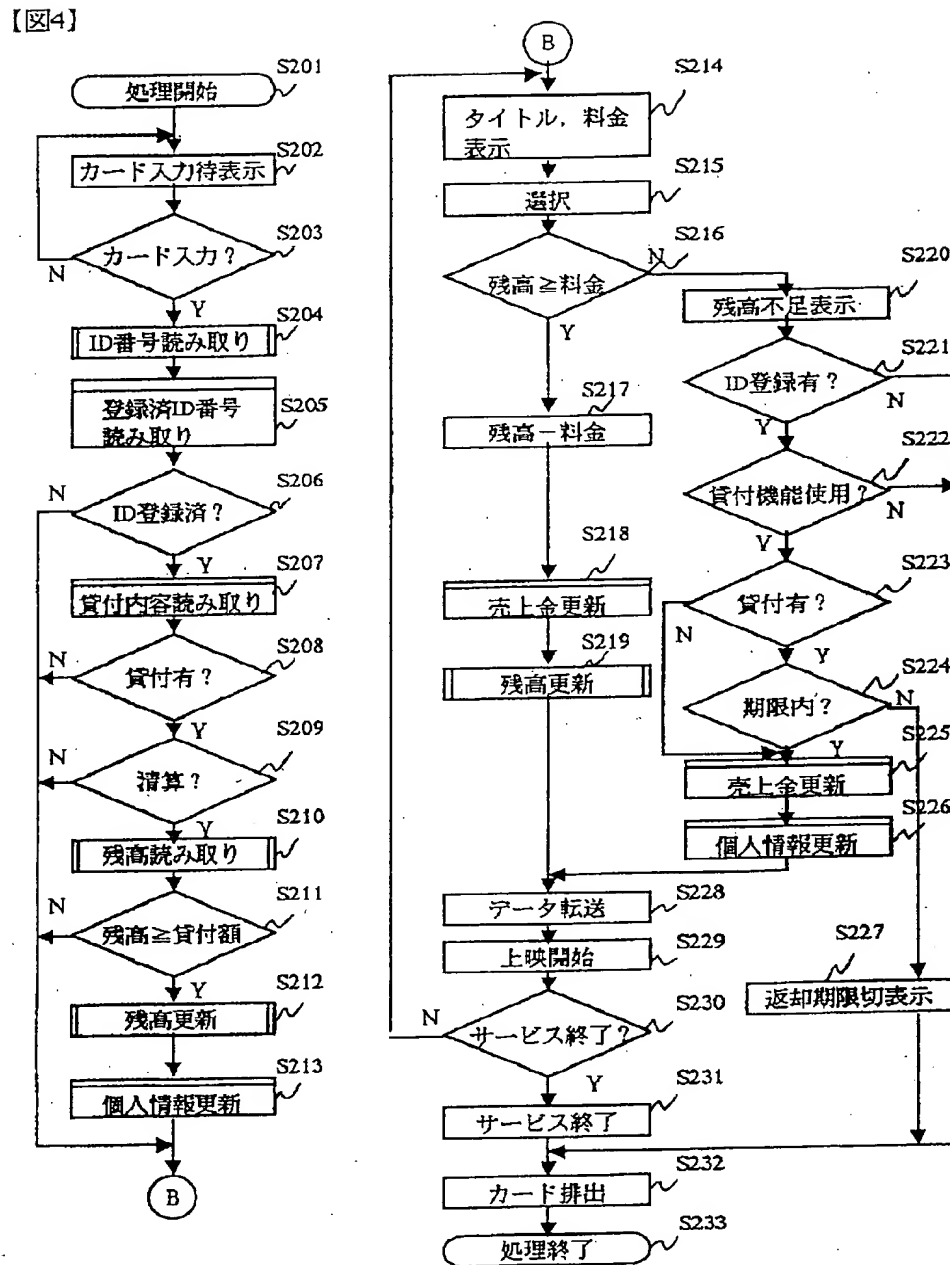 【図4】
S201
処理開始
S202
カード入力待表示
S203
カード入力？
N
Y
S204
ID番号読み取り
S205
登録済ID番号
読み取り
S206
N
ID登録済？
Y
S207
貸付内容読み取り
S208
N
貸付有？
Y
S209
N
清算？
Y
S210
残高読み取り
S211
N
残高≧貸付額
Y
S212
残高更新
S213
個人情報更新
B
B
S214
タイトル，料金
表示
S215
選択
S216
残高≧料金
N
Y
S217
残高－料金
S218
売上金更新
S219
残高更新
S220
残高不足表示
S221
ID登録有？
N
Y
S222
貸付機能使用？
N
Y
S223
貸付有？
N
Y
S224
期限内？
N
Y
S225
売上金更新
S226
個人情報更新
S227
返却期限切表示
S228
データ転送
S229
上映開始
S230
N
サービス終了？
Y
S231
サービス終了
S232
カード排出
S233
処理終了